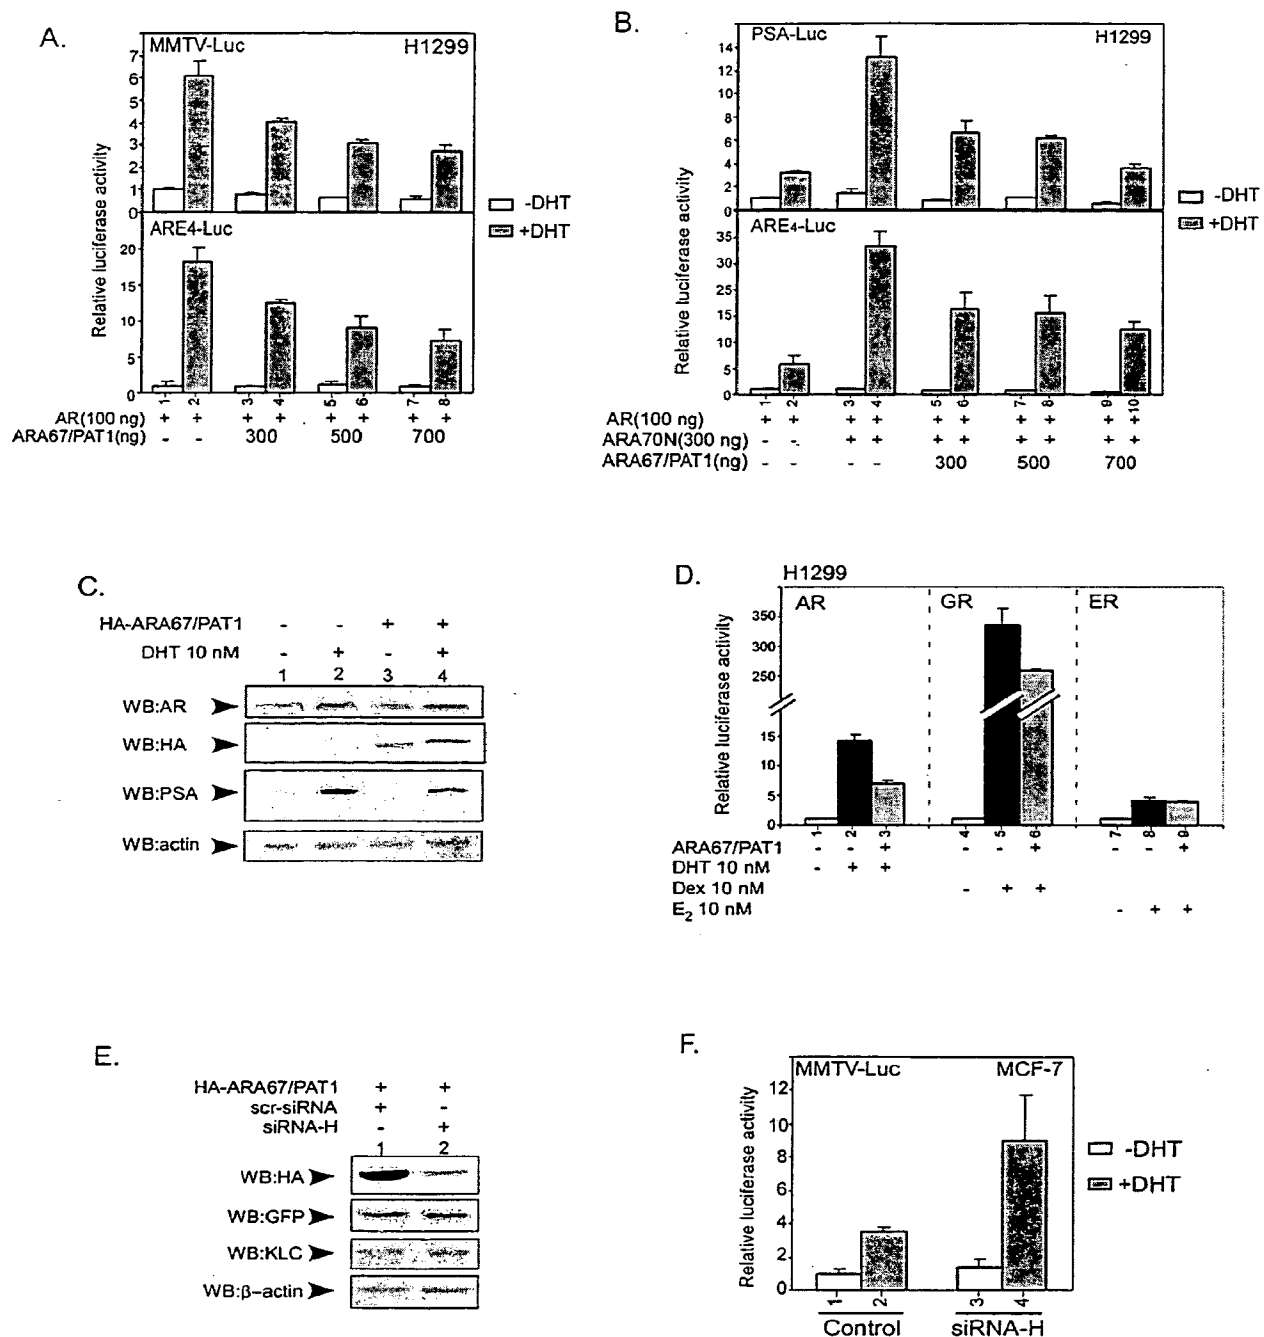 A.
MMTV-Luc H1299
7
6
5
4
3
2
1
0
Relative luciferase activity
ARE4-Luc
20
15
10
5
0
Relative luciferase activity
-DHT
+DHT
1 2 3 4 5 6 7 8
AR(100 ng) + + + + + + + +
ARA67/PAT1(ng) - - 300 500 700
B.
PSA-Luc H1299
14
12
10
8
6
4
2
0
Relative luciferase activity
ARE4-Luc
35
30
25
20
15
10
5
0
-DHT
+DHT
1 2 3 4 5 6 7 8 9 10
AR(100 ng) + + + + + + + + + +
ARA70N(300 ng) - - + + + + + + + +
ARA67/PAT1(ng) - - - - 300 500 700
C.
HA-ARA67/PAT1 - - + +
DHT 10 nM - + - +
1 2 3 4
WB:AR
WB:HA
WB:PSA
WB:actin
D.
H1299
AR GR ER
350
300
250
15
10
5
0
Relative luciferase activity
1 2 3 4 5 6 7 8 9
ARA67/PAT1 - - + - - + - - +
DHT 10 nM - + +
Dex 10 nM - + +
E2 10 nM - + +
E.
HA-ARA67/PAT1 + +
scr-siRNA + -
siRNA-H - +
1 2
WB:HA
WB:GFP
WB:KLC
WB:β-actin
F.
MMTV-Luc MCF-7
12
10
8
6
4
2
0
Relative luciferase activity
-DHT
+DHT
1 2 3 4
Control siRNA-H